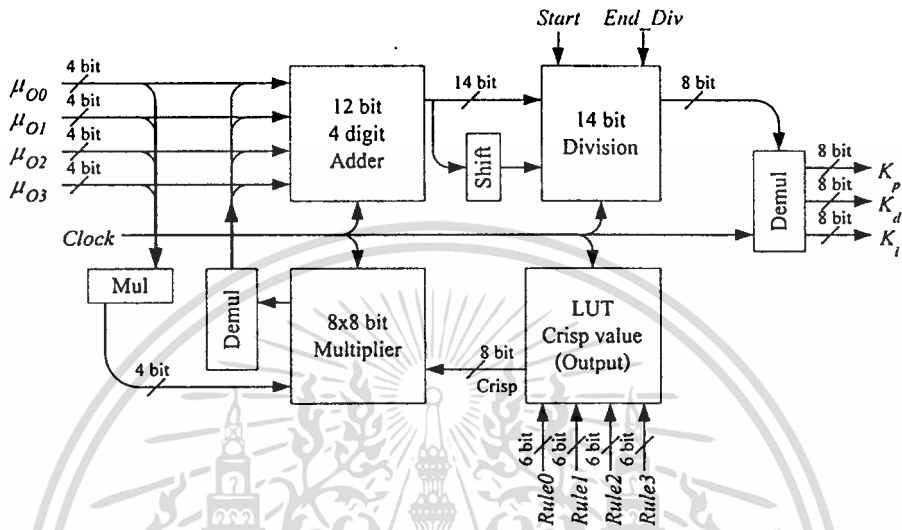 Start End_Div
4 bit
μO0
4 bit
μO1
4 bit
μO2
4 bit
μO3
12 bit
4 digit
Adder
14 bit
Shift
14 bit
Division
8 bit
Demul
8 bit
Kp
8 bit
Kd
8 bit
Ki
Clock
Mul
Demul
8x8 bit
Multiplier
4 bit
8 bit
Crisp
LUT
Crisp value
(Output)
6 bit
6 bit
6 bit
6 bit
Rule0
Rule1
Rule2
Rule3